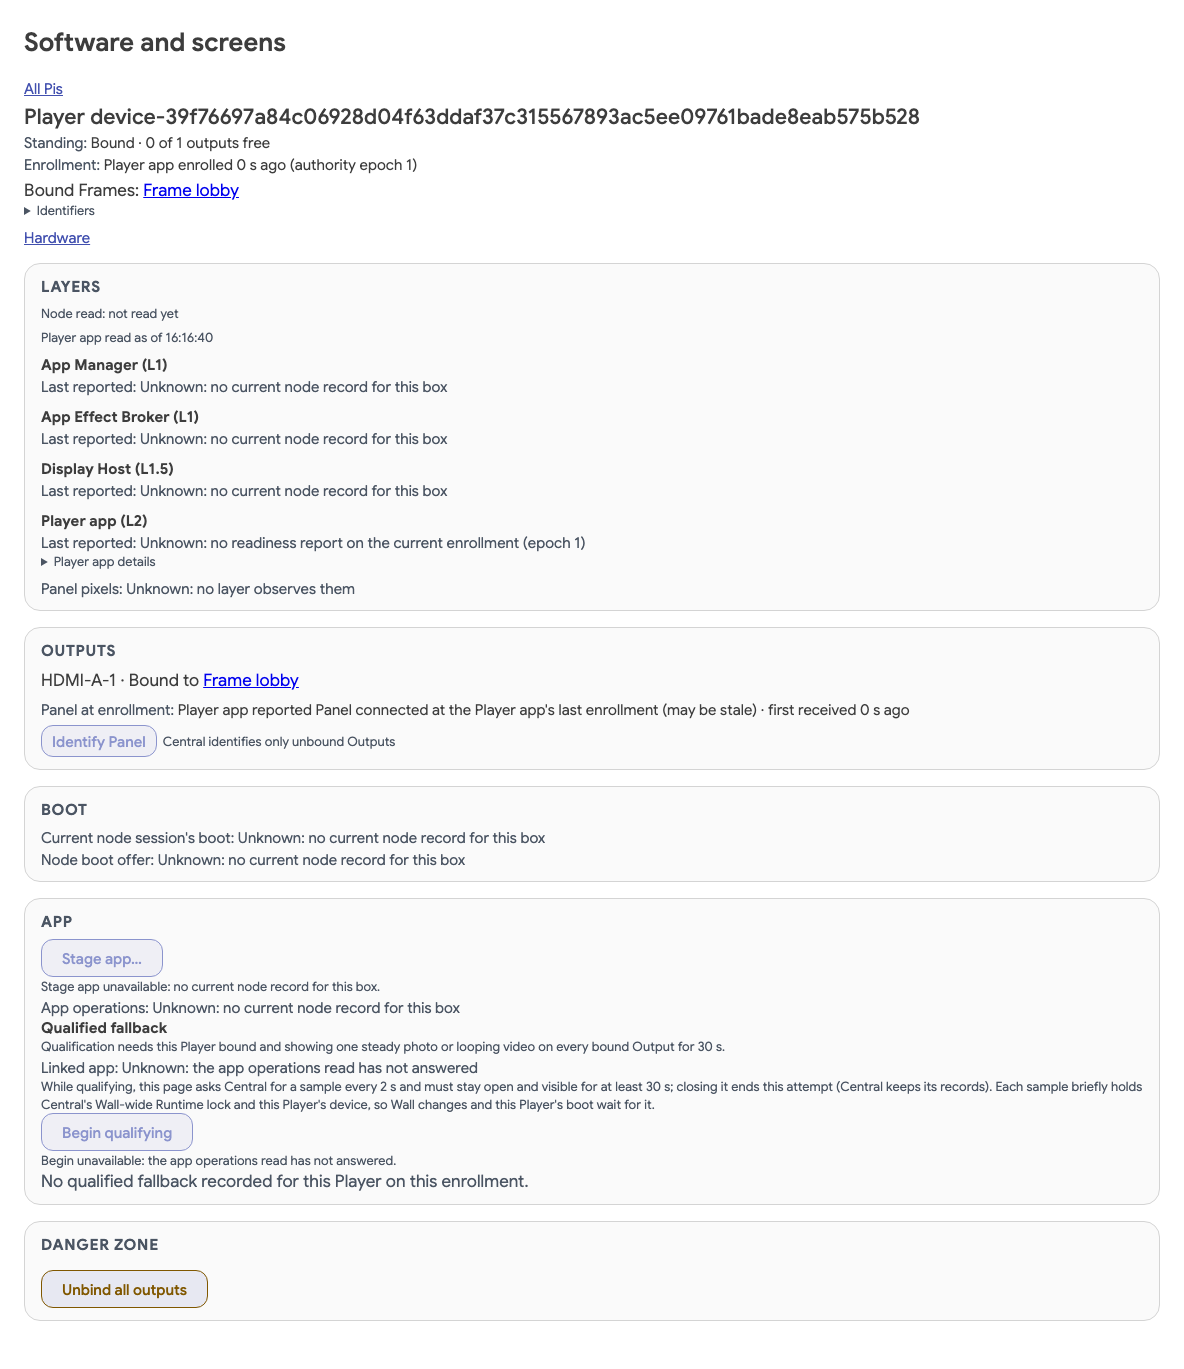 Software and screens
All Pis
Player device-39f76697a84c06928d04f63ddaf37c315567893ac5ee09761bade8eab575b528
Standing: Bound · 0 of 1 outputs free
Enrollment: Player app enrolled 0 s ago (authority epoch 1)
Bound Frames: Frame lobby
Identifiers
Hardware
LAYERS
Node read: not read yet
Player app read as of 16:16:40
App Manager (L1)
Last reported: Unknown: no current node record for this box
App Effect Broker (L1)
Last reported: Unknown: no current node record for this box
Display Host (L1.5)
Last reported: Unknown: no current node record for this box
Player app (L2)
Last reported: Unknown: no readiness report on the current enrollment (epoch 1)
Player app details
Panel pixels: Unknown: no layer observes them
OUTPUTS
HDMI-A-1 · Bound to Frame lobby
Panel at enrollment: Player app reported Panel connected at the Player app's last enrollment (may be stale) · first received 0 s ago
Identify Panel Central identifies only unbound Outputs
BOOT
Current node session's boot: Unknown: no current node record for this box
Node boot offer: Unknown: no current node record for this box
APP
Stage app...
Stage app unavailable: no current node record for this box.
App operations: Unknown: no current node record for this box
Qualified fallback
Qualification needs this Player bound and showing one steady photo or looping video on every bound Output for 30 s.
Linked app: Unknown: the app operations read has not answered
While qualifying, this page asks Central for a sample every 2 s and must stay open and visible for at least 30 s; closing it ends this attempt (Central keeps its records). Each sample briefly holds
Central's Wall-wide Runtime lock and this Player's device, so Wall changes and this Player's boot wait for it.
Begin qualifying
Begin unavailable: the app operations read has not answered.
No qualified fallback recorded for this Player on this enrollment.
DANGER ZONE
Unbind all outputs